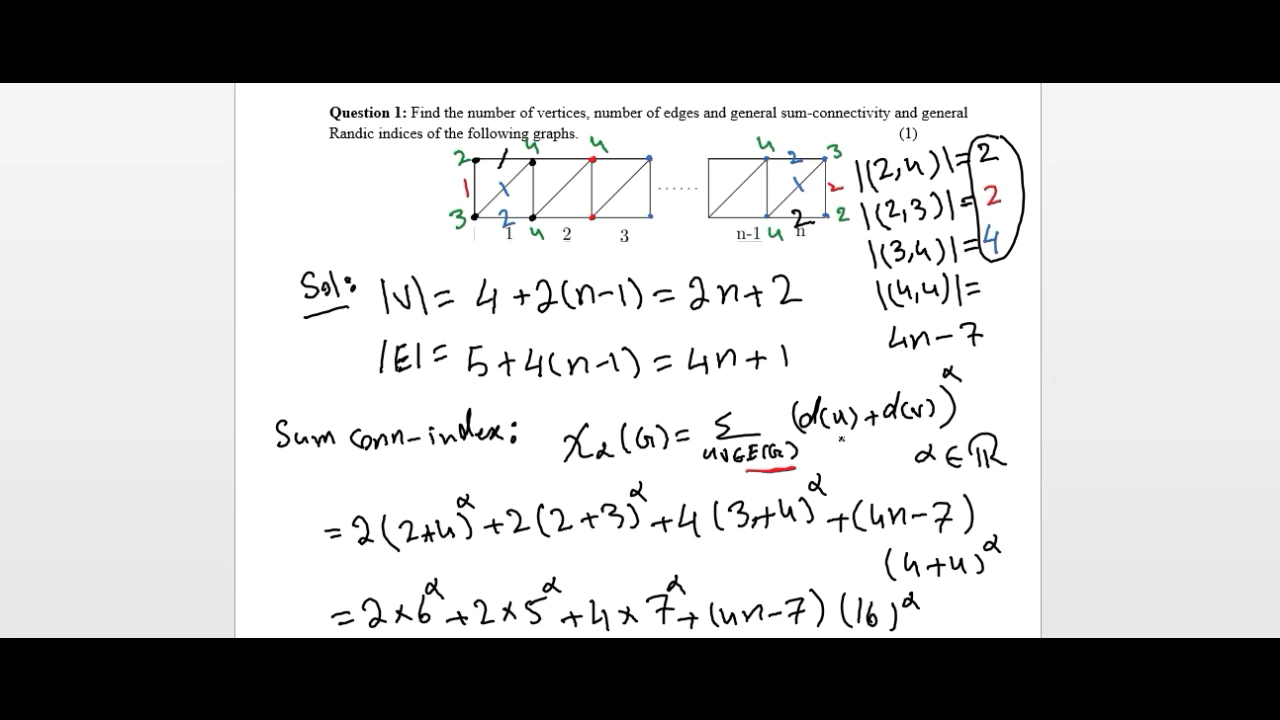 Question 1: Find the number of vertices, number of edges and general sum-connectivity and general
Randic indices of the following graphs. (1)
2 1 4 4 4 2 3
1 1 1 2
3 2 4 4 2 2
1 2 3 n-1 n
|(2,4)|= 2
|(2,3)|= 2
|(3,4)|= 4
|(4,4)|=
4n-7
Sol: |V| = 4 + 2(n-1) = 2n+2
|E| = 5+4(n-1) = 4n+1
Sum conn-index: χ_α(G) = Σ_{uv∈E(G)} (d(u)+d(v))^α
α ∈ ℝ
= 2(2+4)^α + 2(2+3)^α + 4(3+4)^α + (4n-7)
(4+4)^α
= 2×6^α + 2×5^α + 4×7^α + (4n-7)(16)^α